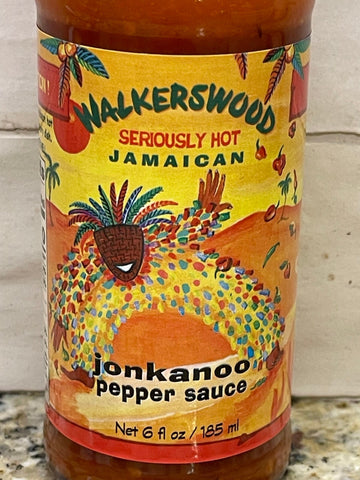 WALKERSWOOD
SERIOUSLY HOT
JAMAICAN
jonkanoo
pepper sauce
Net 6 fl oz / 185 ml